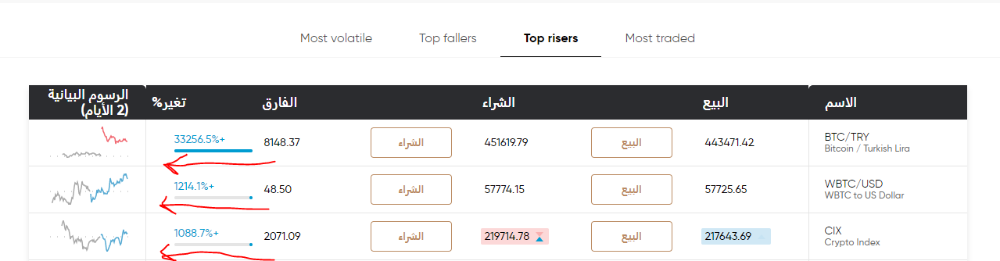 Most volatile Top fallers Top risers Most traded
الاسم البيع الشراء الفارق تغير% الرسوم البيانية
(2 الأيام)
BTC/TRY 443471.42 البيع 451619.79 الشراء 8148.37 33256.5%+
Bitcoin / Turkish Lira
WBTC/USD 57725.65 البيع 57774.15 الشراء 48.50 1214.1%+
WBTC to US Dollar
CIX 217643.69 البيع 219714.78 الشراء 2071.09 1088.7%+
Crypto Index